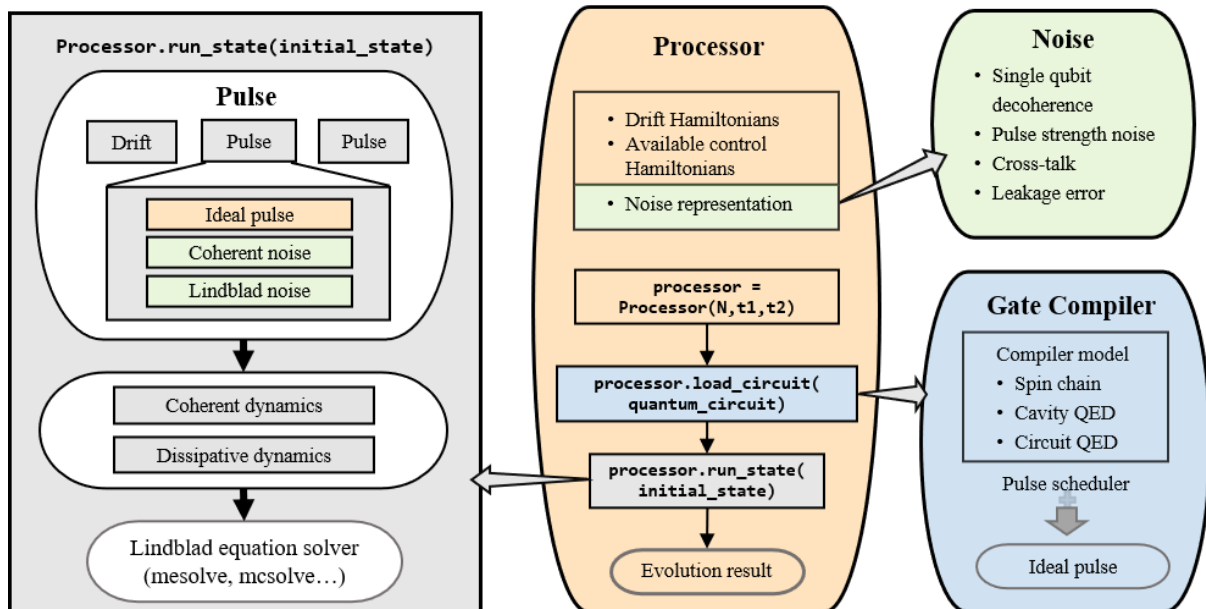 Processor.run_state(initial_state)
Pulse
Drift
Pulse
Pulse
Ideal pulse
Coherent noise
Lindblad noise
Coherent dynamics
Dissipative dynamics
Lindblad equation solver
(mesolve, mcsolve…)
Processor
• Drift Hamiltonians
• Available control
Hamiltonians
• Noise representation
processor =
Processor(N,t1,t2)
processor.load_circuit(
quantum_circuit)
processor.run_state(
initial_state)
Evolution result
Noise
• Single qubit
decoherence
• Pulse strength noise
• Cross-talk
• Leakage error
Gate Compiler
Compiler model
• Spin chain
• Cavity QED
• Circuit QED
Pulse scheduler
Ideal pulse